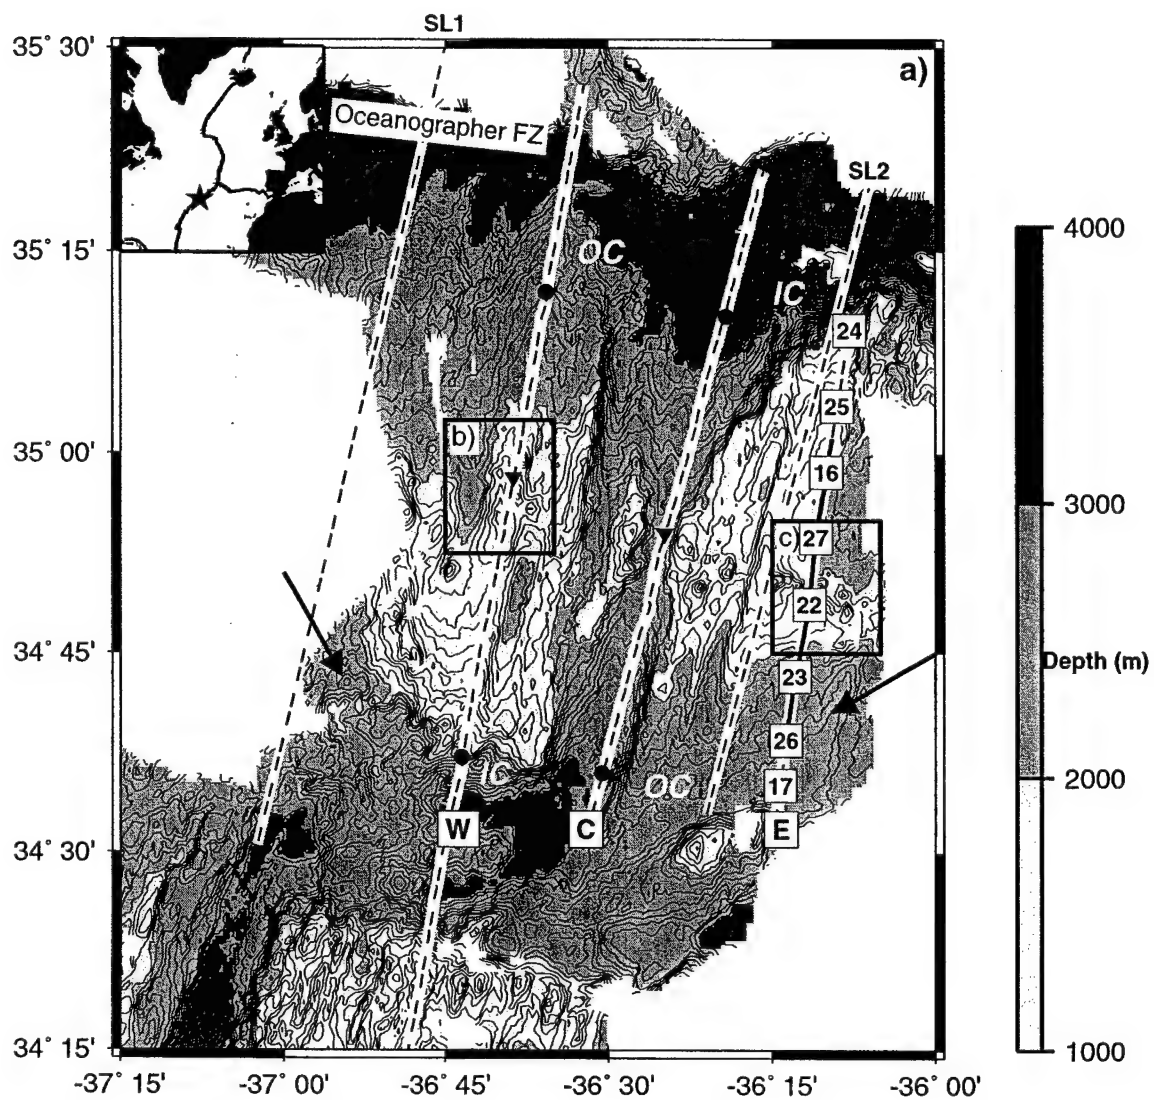 SL1
35° 30'
a)
Oceanographer FZ
SL2
35° 15'
OC
IC
24
25
35° 00'
b)
16
c)
27
22
34° 45'
23
26
IC
OC
17
W
C
E
34° 30'
34° 15'
-37° 15'
-37° 00'
-36° 45'
-36° 30'
-36° 15'
-36° 00'
4000
3000
Depth (m)
2000
1000